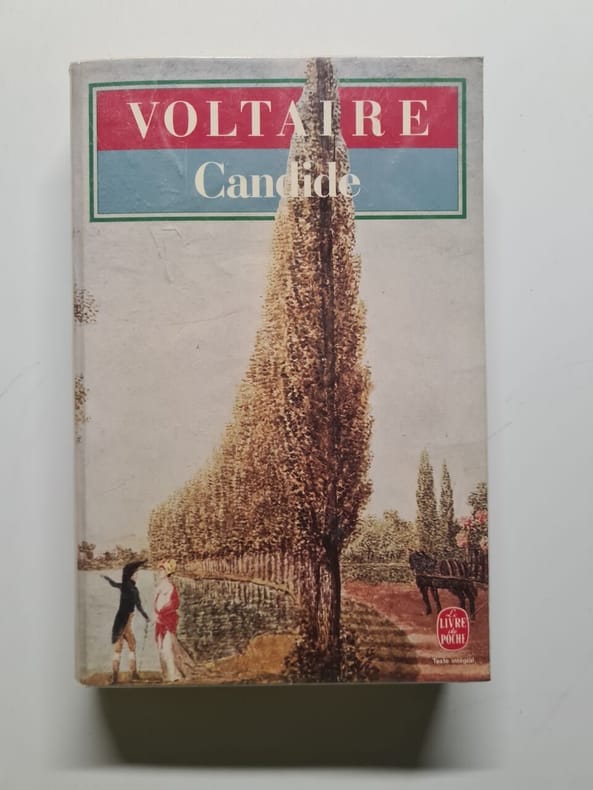 VOLTAIRE
Candide
Le
LIVRE
de
POCHE
Texte intégral